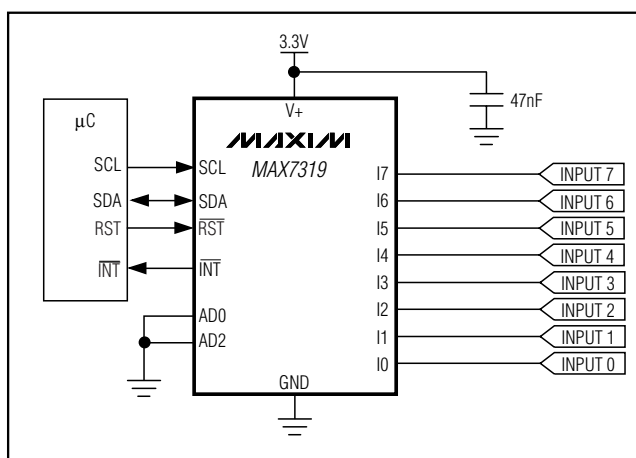 3.3V
47nF
µC
SCL
SDA
RST
INT
V+
MAXIM
MAX7319
SCL
SDA
RST
INT
AD0
AD2
GND
I7
I6
I5
I4
I3
I2
I1
I0
INPUT 7
INPUT 6
INPUT 5
INPUT 4
INPUT 3
INPUT 2
INPUT 1
INPUT 0